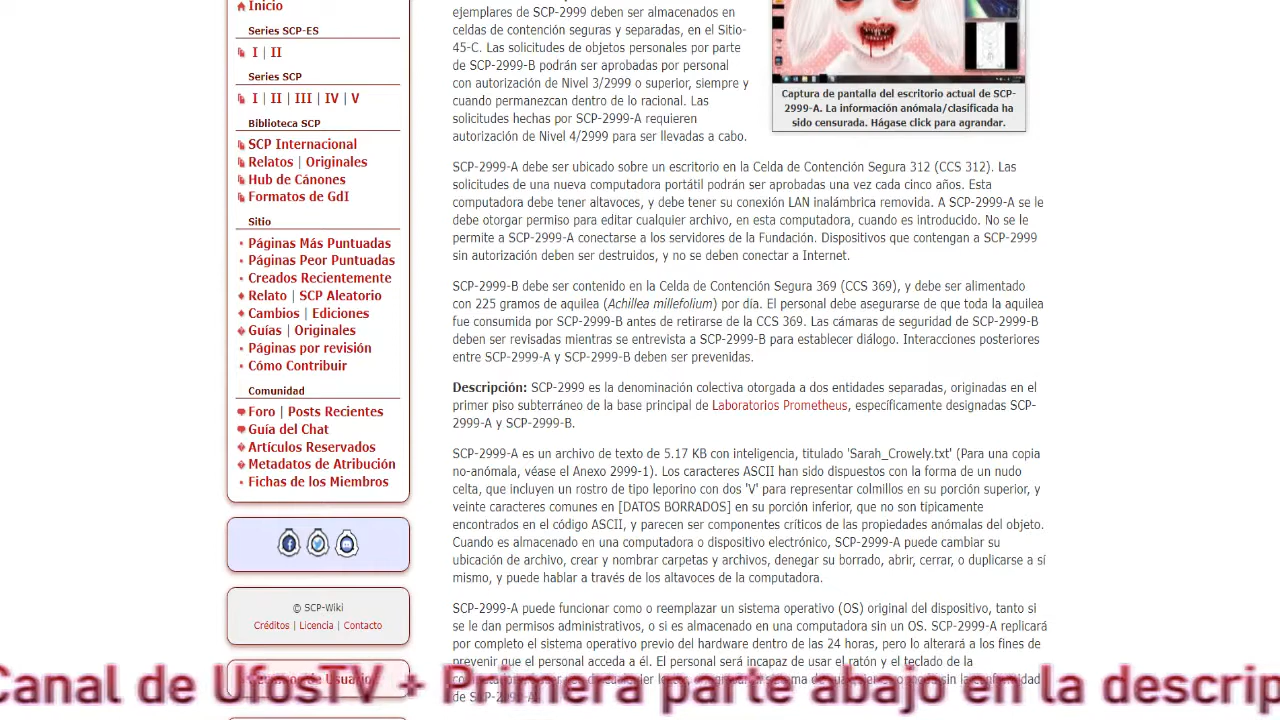 Inicio
Series SCP-ES
I | II
Series SCP
I | II | III | IV | V
Biblioteca SCP
SCP Internacional
Relatos | Originales
Hub de Cánones
Formatos de GdI
Sitio
Páginas Más Puntuadas
Páginas Peor Puntuadas
Creados Recientemente
Relato | SCP Aleatorio
Cambios | Ediciones
Guías | Originales
Páginas por revisión
Cómo Contribuir
Comunidad
Foro | Posts Recientes
Guía del Chat
Artículos Reservados
Metadatos de Atribución
Fichas de los Miembros
© SCP-Wiki
Créditos | Licencia | Contacto
ejemplares de SCP-2999 deben ser almacenados en
celdas de contención seguras y separadas, en el Sitio-
45-C. Las solicitudes de objetos personales por parte
de SCP-2999-B podrán ser aprobadas por personal
con autorización de Nivel 3/2999 o superior, siempre y
cuando permanezcan dentro de lo racional. Las
solicitudes hechas por SCP-2999-A requieren
autorización de Nivel 4/2999 para ser llevadas a cabo.
Captura de pantalla del escritorio actual de SCP-
2999-A. La información anómala/clasificada ha
sido censurada. Hágase click para agrandar.
SCP-2999-A debe ser ubicado sobre un escritorio en la Celda de Contención Segura 312 (CCS 312). Las
solicitudes de una nueva computadora portátil podrán ser aprobadas una vez cada cinco años. Esta
computadora debe tener altavoces, y debe tener su conexión LAN inalámbrica removida. A SCP-2999-A se le
debe otorgar permiso para editar cualquier archivo, en esta computadora, cuando es introducido. No se le
permite a SCP-2999-A conectarse a los servidores de la Fundación. Dispositivos que contengan a SCP-2999
sin autorización deben ser destruidos, y no se deben conectar a Internet.
SCP-2999-B debe ser contenido en la Celda de Contención Segura 369 (CCS 369), y debe ser alimentado
con 225 gramos de aquilea (Achillea millefolium) por día. El personal debe asegurarse de que toda la aquilea
fue consumida por SCP-2999-B antes de retirarse de la CCS 369. Las cámaras de seguridad de SCP-2999-B
deben ser revisadas mientras se entrevista a SCP-2999-B para establecer diálogo. Interacciones posteriores
entre SCP-2999-A y SCP-2999-B deben ser prevenidas.
Descripción: SCP-2999 es la denominación colectiva otorgada a dos entidades separadas, originadas en el
primer piso subterráneo de la base principal de Laboratorios Prometheus, específicamente designadas SCP-
2999-A y SCP-2999-B.
SCP-2999-A es un archivo de texto de 5.17 KB con inteligencia, titulado 'Sarah_Crowely.txt' (Para una copia
no-anómala, véase el Anexo 2999-1). Los caracteres ASCII han sido dispuestos con la forma de un nudo
celta, que incluyen un rostro de tipo leporino con dos 'V' para representar colmillos en su porción superior, y
veinte caracteres comunes en [DATOS BORRADOS] en su porción inferior, que no son típicamente
encontrados en el código ASCII, y parecen ser componentes críticos de las propiedades anómalas del objeto.
Cuando es almacenado en una computadora o dispositivo electrónico, SCP-2999-A puede cambiar su
ubicación de archivo, crear y nombrar carpetas y archivos, denegar su borrado, abrir, cerrar, o duplicarse a sí
mismo, y puede hablar a través de los altavoces de la computadora.
SCP-2999-A puede funcionar como o reemplazar un sistema operativo (OS) original del dispositivo, tanto si
se le dan permisos administrativos, o si es almacenado en una computadora sin un OS. SCP-2999-A replicará
por completo el sistema operativo previo del hardware dentro de las 24 horas, pero lo alterará a los fines de
prevenir que el personal acceda a él. El personal será incapaz de usar el ratón y el teclado de la
de SCP-2999-A.
Canal de UfosTV + Primera parte abajo en la descrip